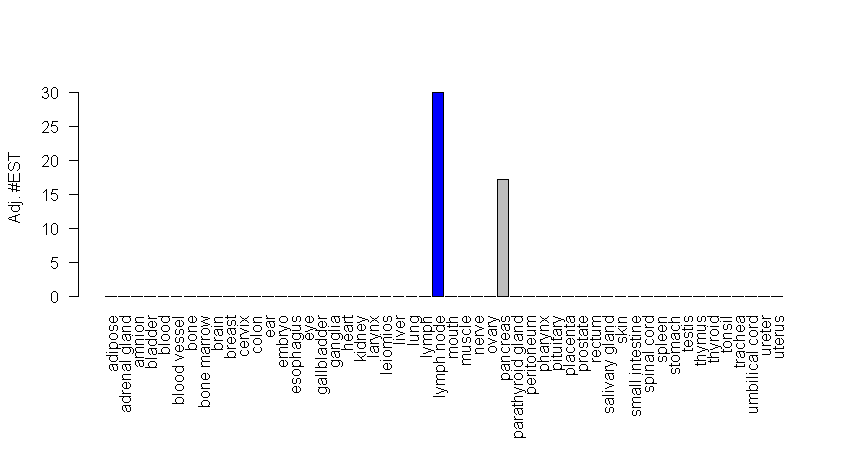 Adj. #EST
30
25
20
15
10
5
0
adipose
adrenal gland
amnion
bladder
blood
blood vessel
bone
bone marrow
brain
breast
cervix
colon
ear
embryo
esophagus
eye
gallbladder
ganglia
heart
kidney
larynx
leiomios
liver
lung
lymph
lymph node
mouth
muscle
nerve
ovary
pancreas
parathyroid gland
peritoneum
pharynx
pituitary
placenta
prostate
rectum
salivary gland
skin
small intestine
spinal cord
spleen
stomach
testis
thymus
thyroid
tonsil
trachea
umbilical cord
ureter
uterus